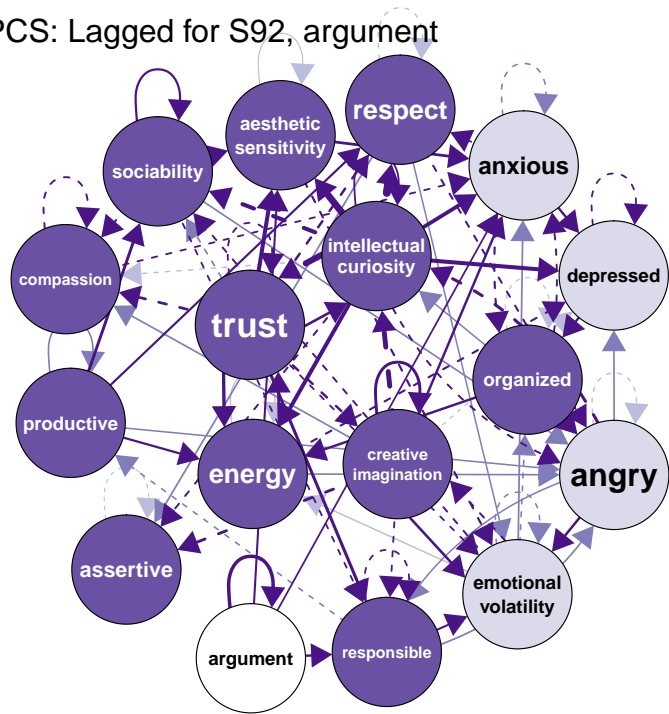 PCS: Lagged for S92, argument
respect
aesthetic
sensitivity
anxious
sociability
intellectual
curiosity
compassion
depressed
trust
organized
productive
creative
imagination
energy
angry
assertive
emotional
volatility
argument
responsible